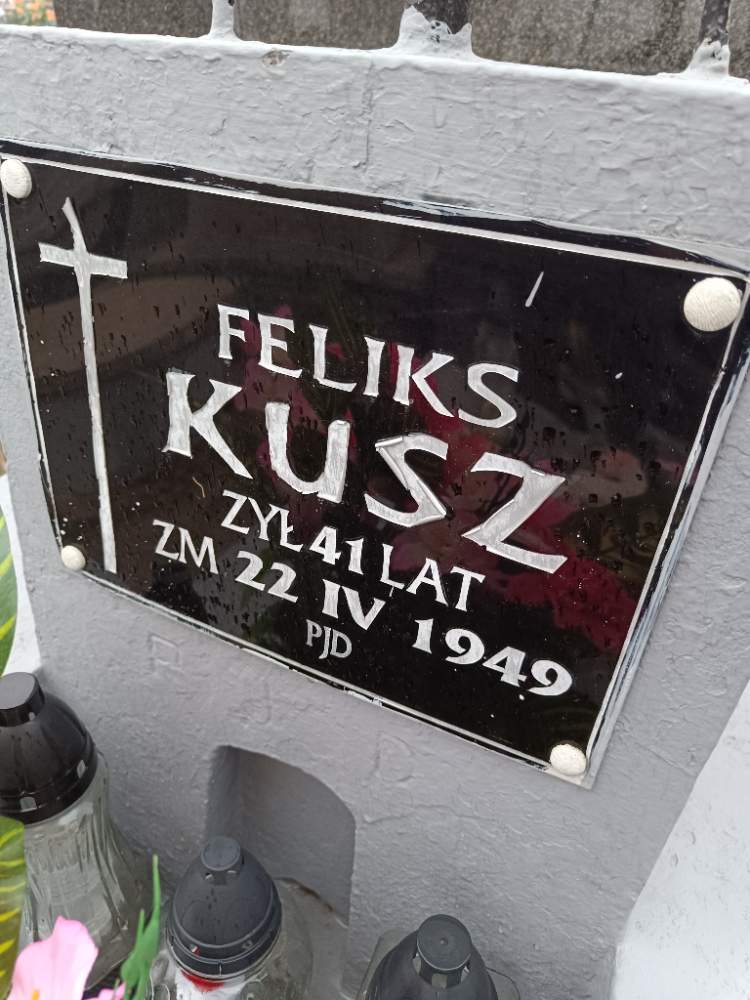 FELIKS
KUSZ
ŻYŁ 41 LAT
ZM 22 IV 1949
PJD